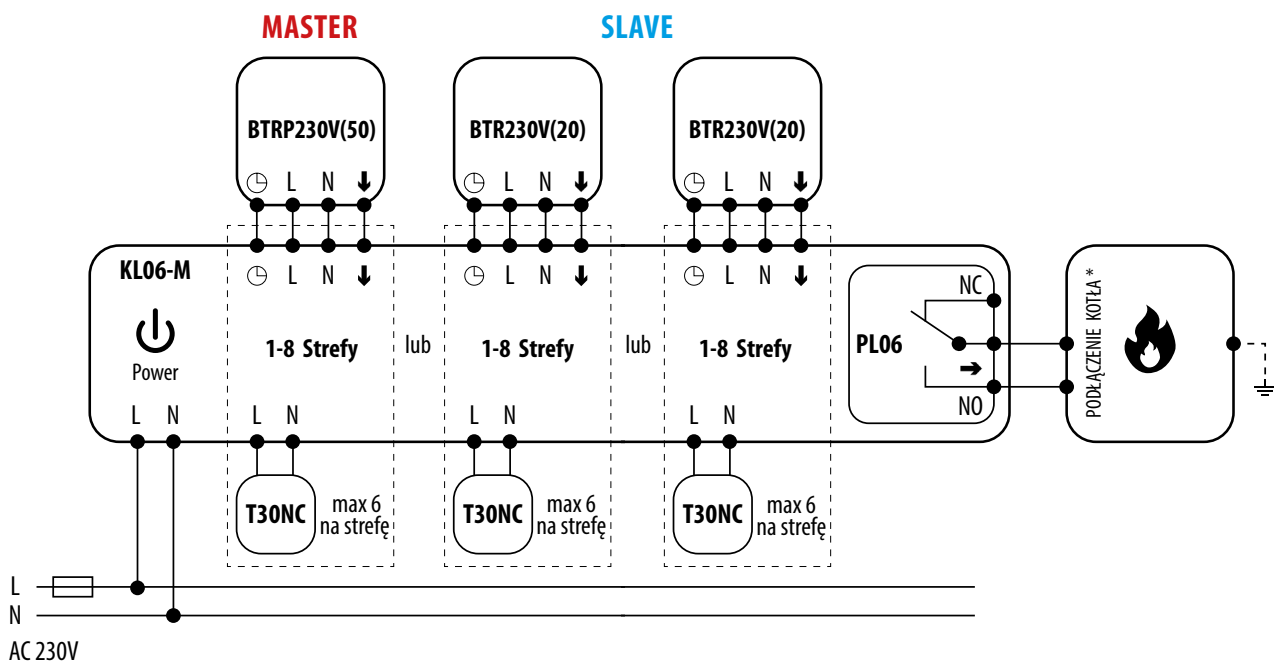 MASTER
SLAVE
BTRP230V(50)
BTR230V(20)
BTR230V(20)
L N
L N
L N
KL06-M
L N
L N
L N
Power
1-8 Strefy
lub
1-8 Strefy
lub
1-8 Strefy
PL06
NC
NO
PODŁĄCZENIE KOTŁA *
L N
L N
L N
L N
T30NC
max 6
na strefę
T30NC
max 6
na strefę
T30NC
max 6
na strefę
L
N
AC 230V